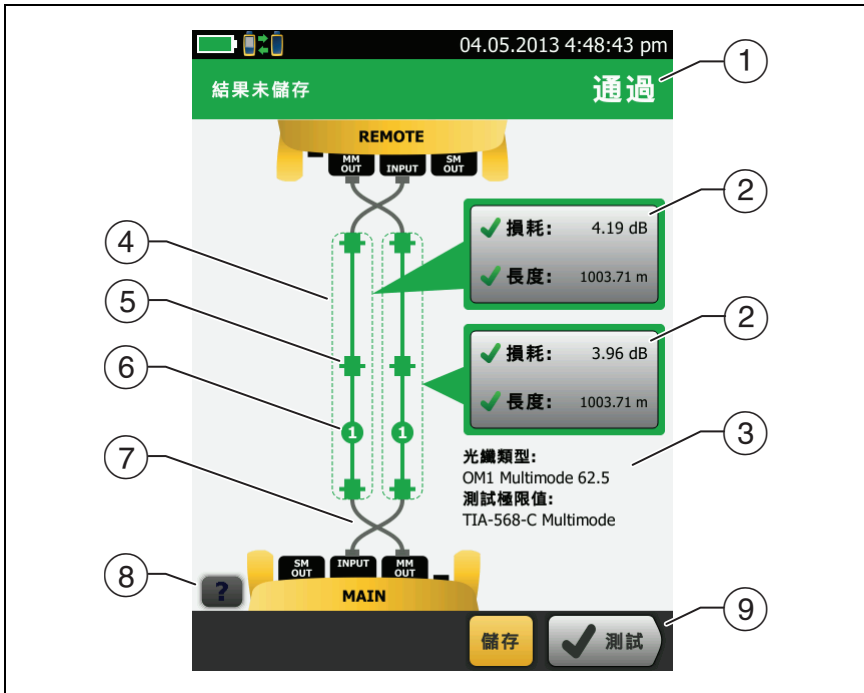 04.05.2013 4:48:43 pm
結果未儲存
通過
1
REMOTE
MM OUT
INPUT
SM OUT
2
損耗: 4.19 dB
長度: 1003.71 m
4
5
2
損耗: 3.96 dB
長度: 1003.71 m
6
1
1
3
光纖類型:
OM1 Multimode 62.5
測試極限值:
TIA-568-C Multimode
7
SM OUT
INPUT
MM OUT
8
?
MAIN
儲存
測試
9